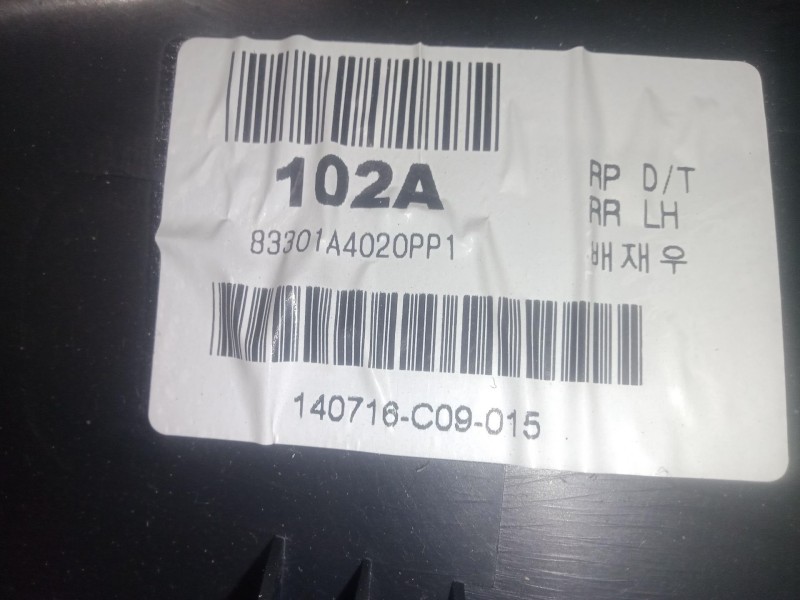 102A
83301A4020PP1
RP D/T
RR LH
배재우
140716-C09-015